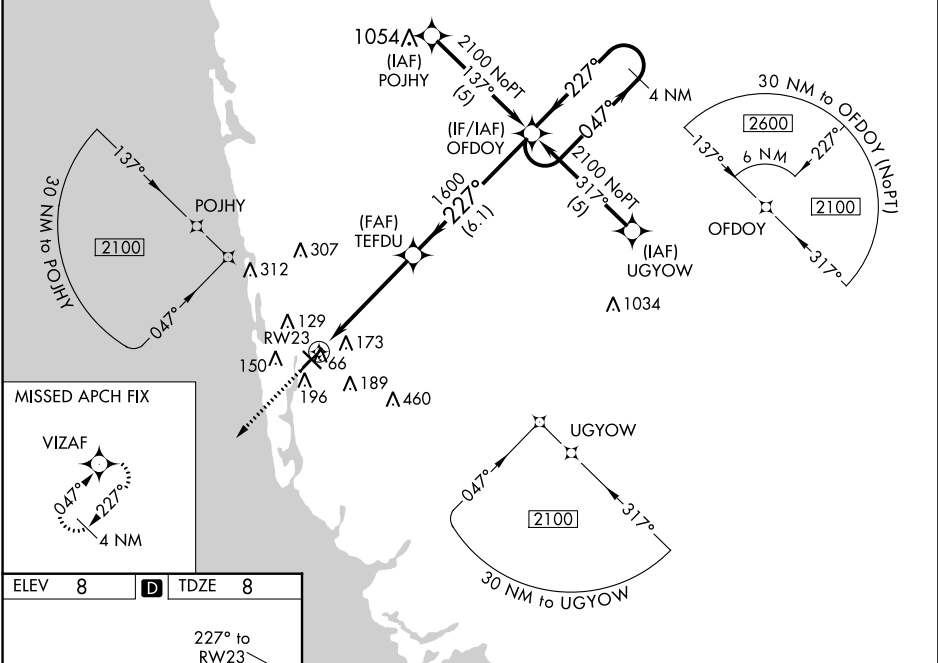 1054
(IAF)
POJHY
2100 NoPT
137°
(5)
227°
047°
4 NM
(IF/IAF)
OFDOY
2100 NoPT
317°
(5)
(IAF)
UGYOW
1600
227°
(6.1)
(FAF)
TEFDU
30 NM to OFDOY (NoPT)
2600
137°
6 NM
227°
2100
OFDOY
317°
137°
POJHY
30 NM to POJHY
2100
047°
307
312
1034
129
RW23
173
150
66
196
189
460
MISSED APCH FIX
VIZAF
047°
227°
4 NM
UGYOW
047°
2100
317°
30 NM to UGYOW
ELEV 8 D TDZE 8
227° to
RW23